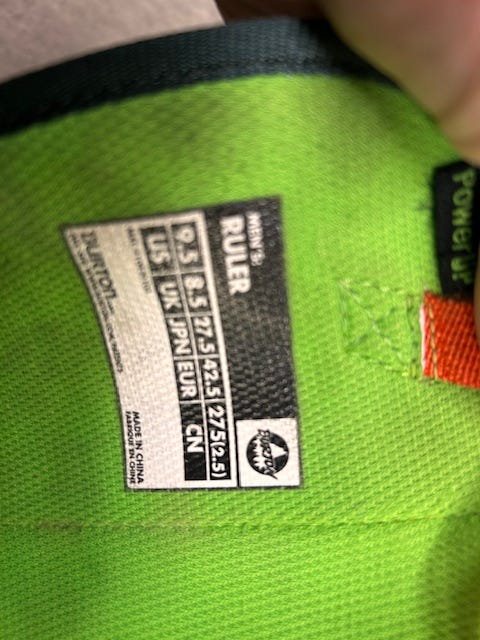 MEN'S:
RULER
BURTON
9.5 8.5 27.5 42.5 275(2.5)
US UK JPN EUR CN
BURTON
MADE IN CHINA
FABRIQUÉ EN CHINE
Power Up